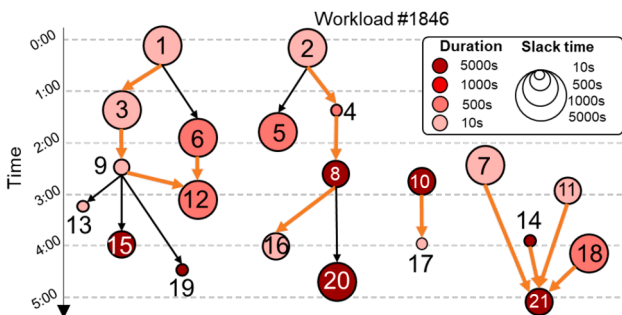 Workload #1846
0:00
1:00
2:00
3:00
4:00
5:00
Time
Duration
5000s
1000s
500s
10s
Slack time
10s
500s
1000s
5000s
1
2
3
4
5
6
7
8
9
10
11
12
13
14
15
16
17
18
19
20
21